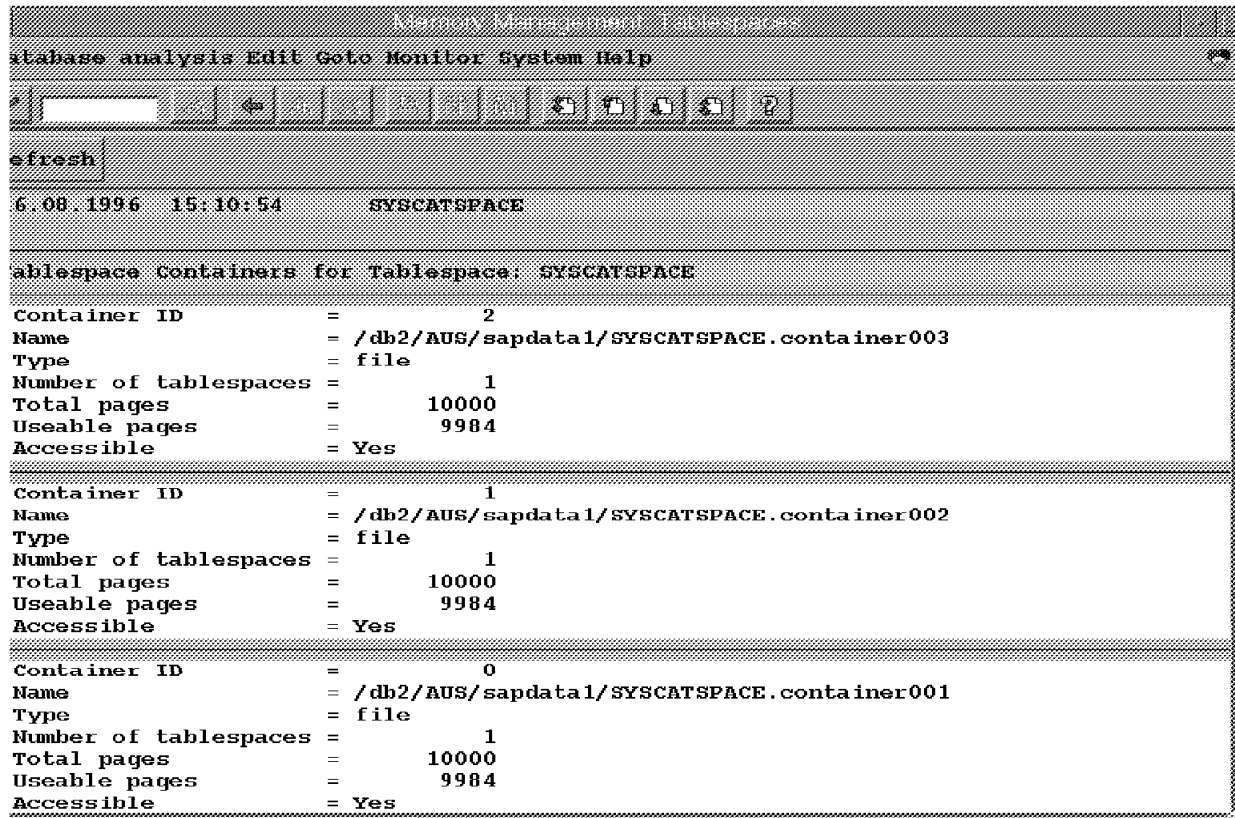 Memory Management: Tablespaces
atabase analysis Edit Goto Monitor System Help
efresh
6.08.1996 15:10:54 SYSCATSPACE
ablespace Containers for Tablespace: SYSCATSPACE
Container ID = 2
Name = /db2/AUS/sapdata1/SYSCATSPACE.container003
Type = file
Number of tablespaces = 1
Total pages = 10000
Useable pages = 9984
Accessible = Yes
Container ID = 1
Name = /db2/AUS/sapdata1/SYSCATSPACE.container002
Type = file
Number of tablespaces = 1
Total pages = 10000
Useable pages = 9984
Accessible = Yes
Container ID = 0
Name = /db2/AUS/sapdata1/SYSCATSPACE.container001
Type = file
Number of tablespaces = 1
Total pages = 10000
Useable pages = 9984
Accessible = Yes